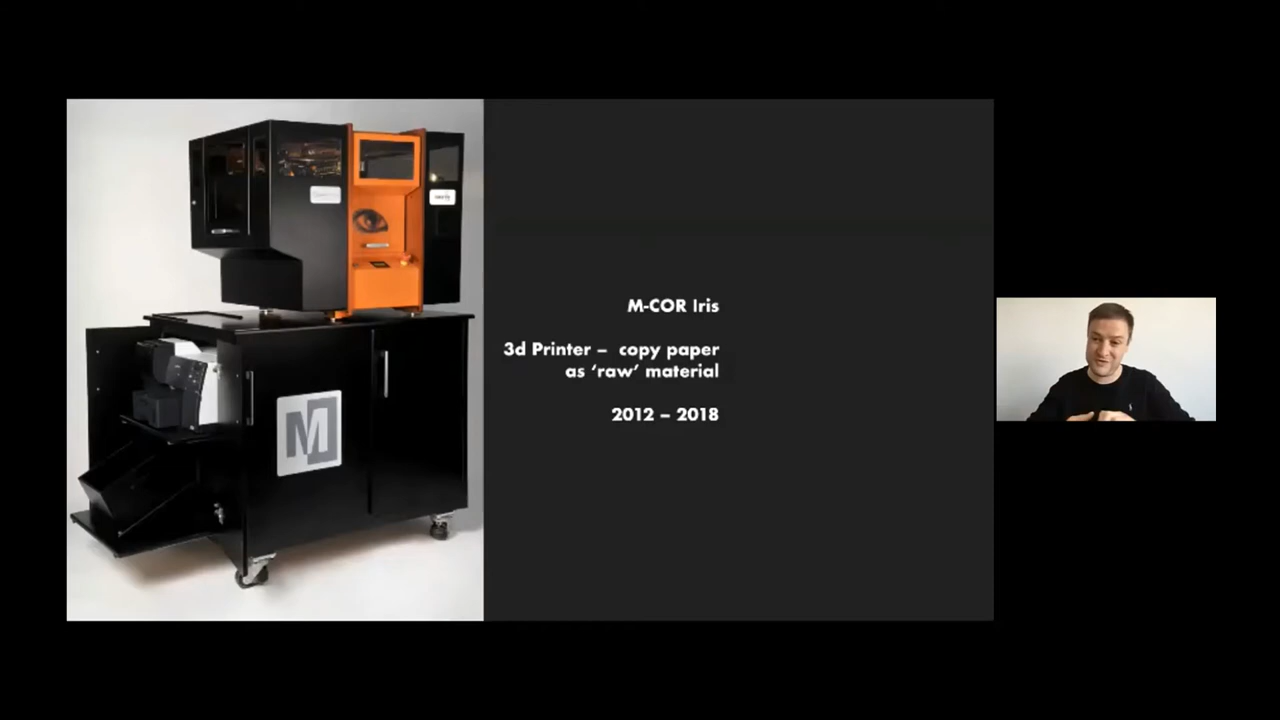 M-COR Iris
3d Printer –  copy paper
as ‘raw’ material
2012 – 2018
M